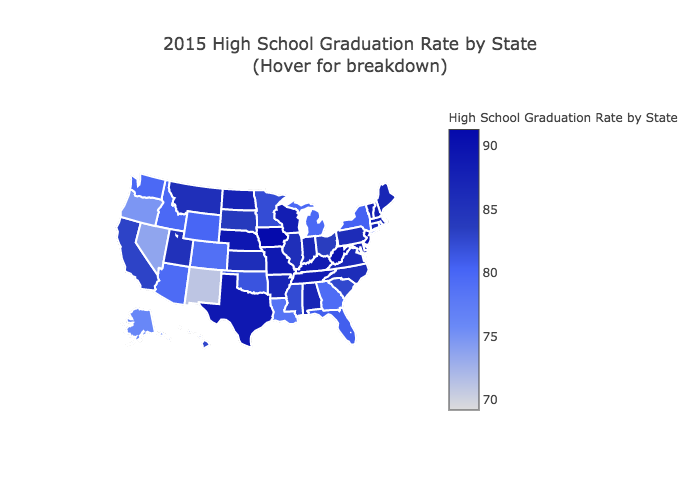 2015 High School Graduation Rate by State
(Hover for breakdown)
High School Graduation Rate by State
90
85
80
75
70